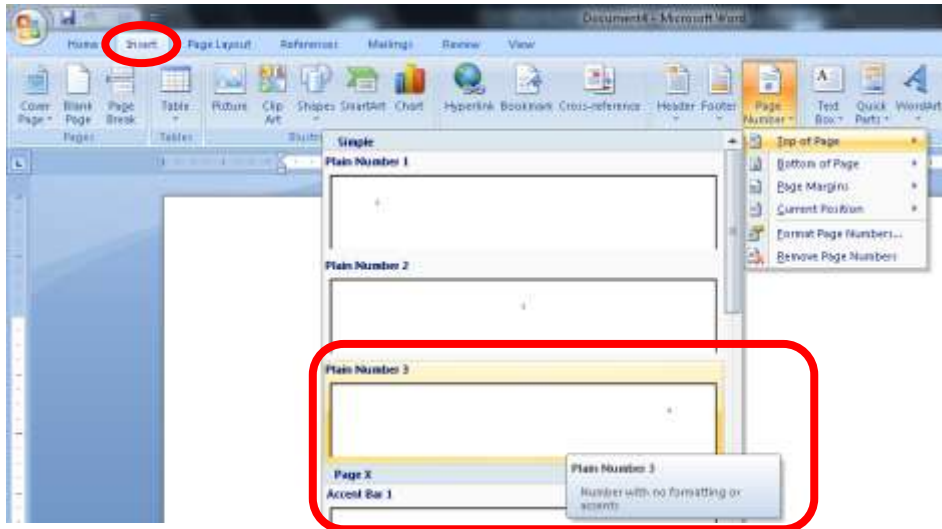 Document4 - Microsoft Word
Home Insert Page Layout References Mailings Review View
Cover Page Blank Page Page Break Table Picture Clip Art Shapes SmartArt Chart Hyperlink Bookmark Cross-reference Header Footer Page Number Text Box Quick Parts WordArt
Pages Tables
Simple
Top of Page
Plain Number 1
Bottom of Page
Page Margins
Current Position
Format Page Numbers...
Remove Page Numbers
Plain Number 2
Plain Number 3
Plain Number 3
Number with no formatting or
accents
Page X
Accent Bar 1